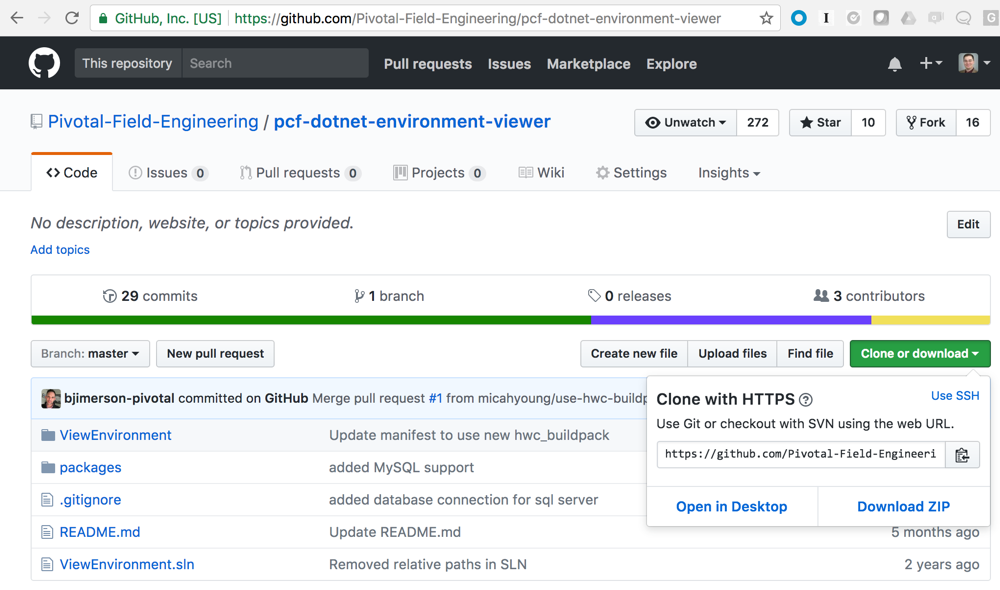 GitHub, Inc. [US] https://github.com/Pivotal-Field-Engineering/pcf-dotnet-environment-viewer
This repository Search Pull requests Issues Marketplace Explore
Pivotal-Field-Engineering / pcf-dotnet-environment-viewer Unwatch 272 Star 10 Fork 16
Code Issues 0 Pull requests 0 Projects 0 Wiki Settings Insights
No description, website, or topics provided. Edit
Add topics
29 commits 1 branch 0 releases 3 contributors
Branch: master New pull request Create new file Upload files Find file Clone or download
bjimerson-pivotal committed on GitHub Merge pull request #1 from micahyoung/use-hwc-buildp
Clone with HTTPS ? Use SSH
Use Git or checkout with SVN using the web URL.
https://github.com/Pivotal-Field-Engineeri
Open in Desktop Download ZIP
ViewEnvironment Update manifest to use new hwc_buildpack
packages added MySQL support
.gitignore added database connection for sql server
README.md Update README.md 5 months ago
ViewEnvironment.sln Removed relative paths in SLN 2 years ago